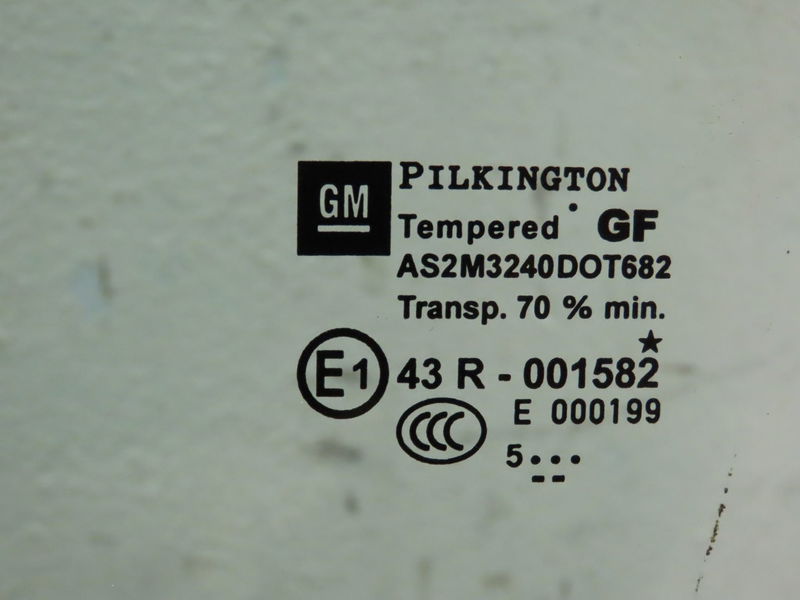 GM
PILKINGTON
Tempered GF
AS2M3240DOT682
Transp. 70 % min.
E1 43 R - 001582
CCC E 000199
5...
--